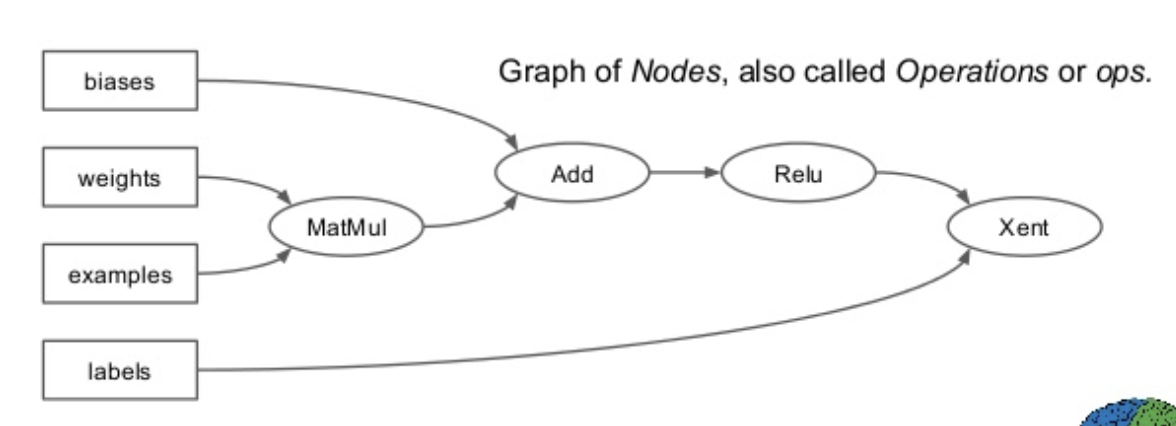 biases
Graph of Nodes, also called Operations or ops.
weights
Add
Relu
MatMul
Xent
examples
labels